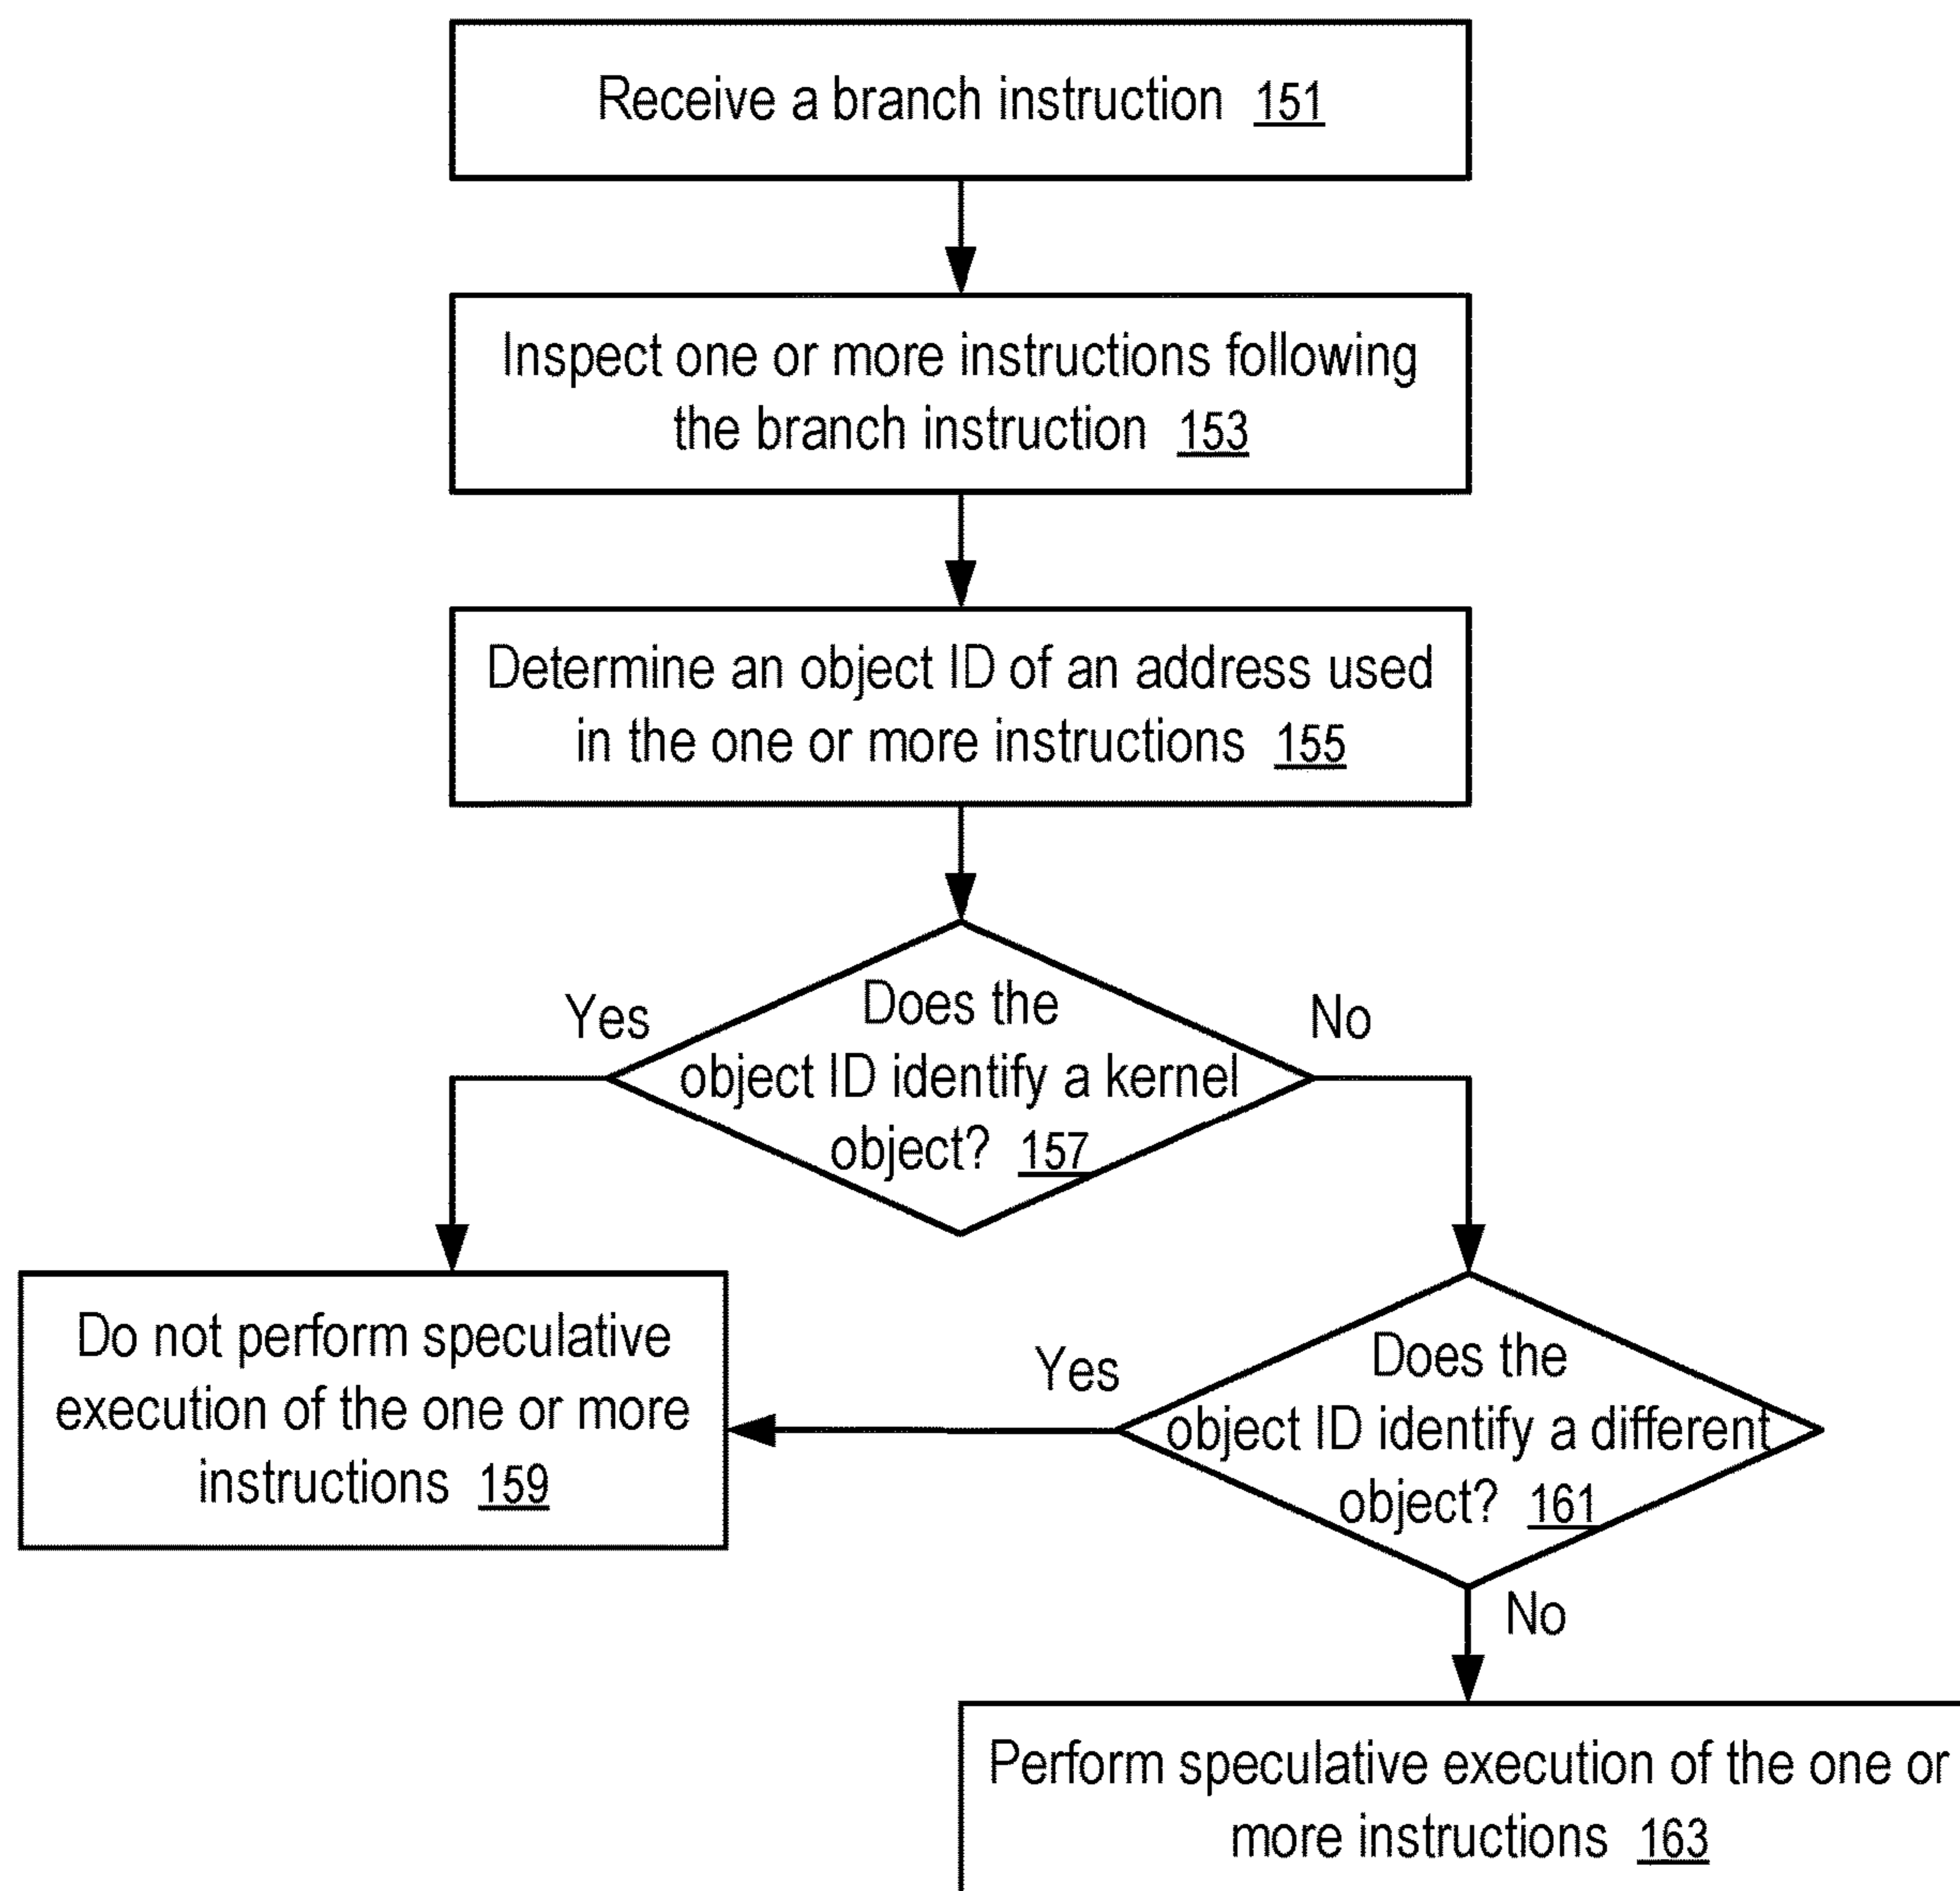 Receive a branch instruction 151
Inspect one or more instructions following
the branch instruction 153
Determine an object ID of an address used
in the one or more instructions 155
Does the
object ID identify a kernel
object? 157
Yes
No
Do not perform speculative
execution of the one or more
instructions 159
Does the
object ID identify a different
object? 161
Yes
No
Perform speculative execution of the one or
more instructions 163